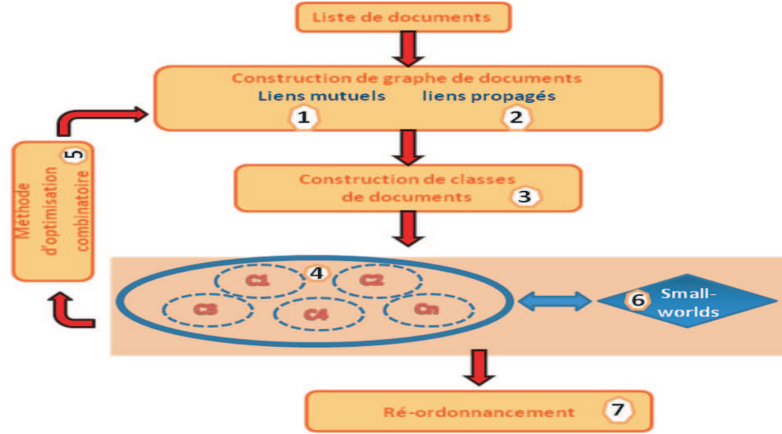 Liste de documents
Construction de graphe de documents
Liens mutuels liens propagés
1 2
Construction de classes
de documents 3
5
Méthode
d'optimisation
combinatoire
4
C1 C2
C3 C4 Cn
6 Small-
worlds
Ré-ordonnancement 7